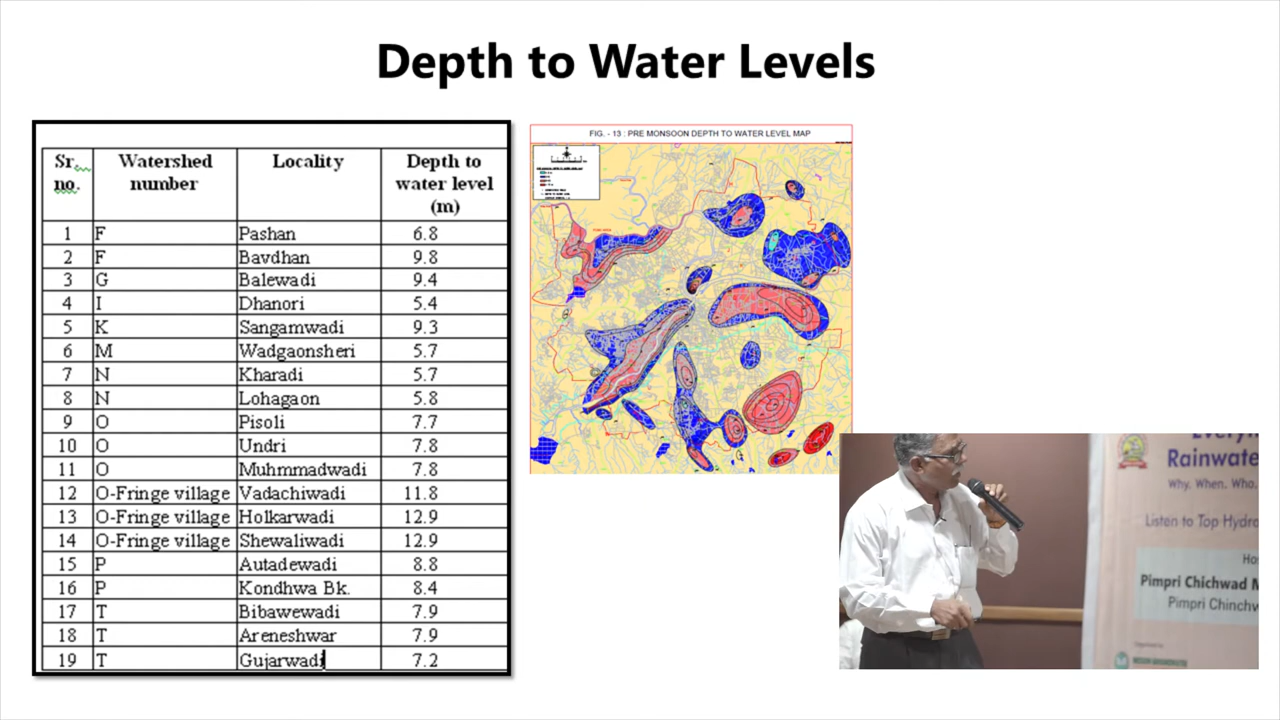 Depth to Water Levels
Sr. no. Watershed number Locality Depth to water level (m)
1 F Pashan 6.8
2 F Bavdhan 9.8
3 G Balewadi 9.4
4 I Dhanori 5.4
5 K Sangamwadi 9.3
6 M Wadgaonsheri 5.7
7 N Kharadi 5.7
8 N Lohagaon 5.8
9 O Pisoli 7.7
10 O Undri 7.8
11 O Muhmmadwadi 7.8
12 O-Fringe village Vadachiwadi 11.8
13 O-Fringe village Holkarwadi 12.9
14 O-Fringe village Shewaliwadi 12.9
15 P Autadewadi 8.8
16 P Kondhwa Bk. 8.4
17 T Bibawewadi 7.9
18 T Areneshwar 7.9
19 T Gujarwadi 7.2
FIG. - 13 : PRE MONSOON DEPTH TO WATER LEVEL MAP
Rainwate
Why. When. Who.
Listen to Top Hydro
Pimpri Chichwad
Pimpri Chinchw